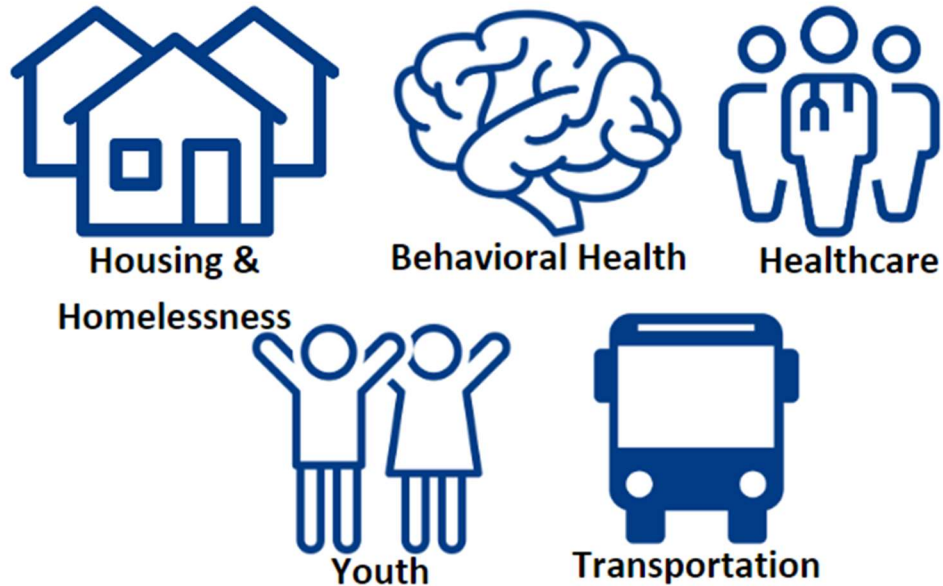 Housing &
Homelessness
Behavioral Health
Healthcare
Youth
Transportation